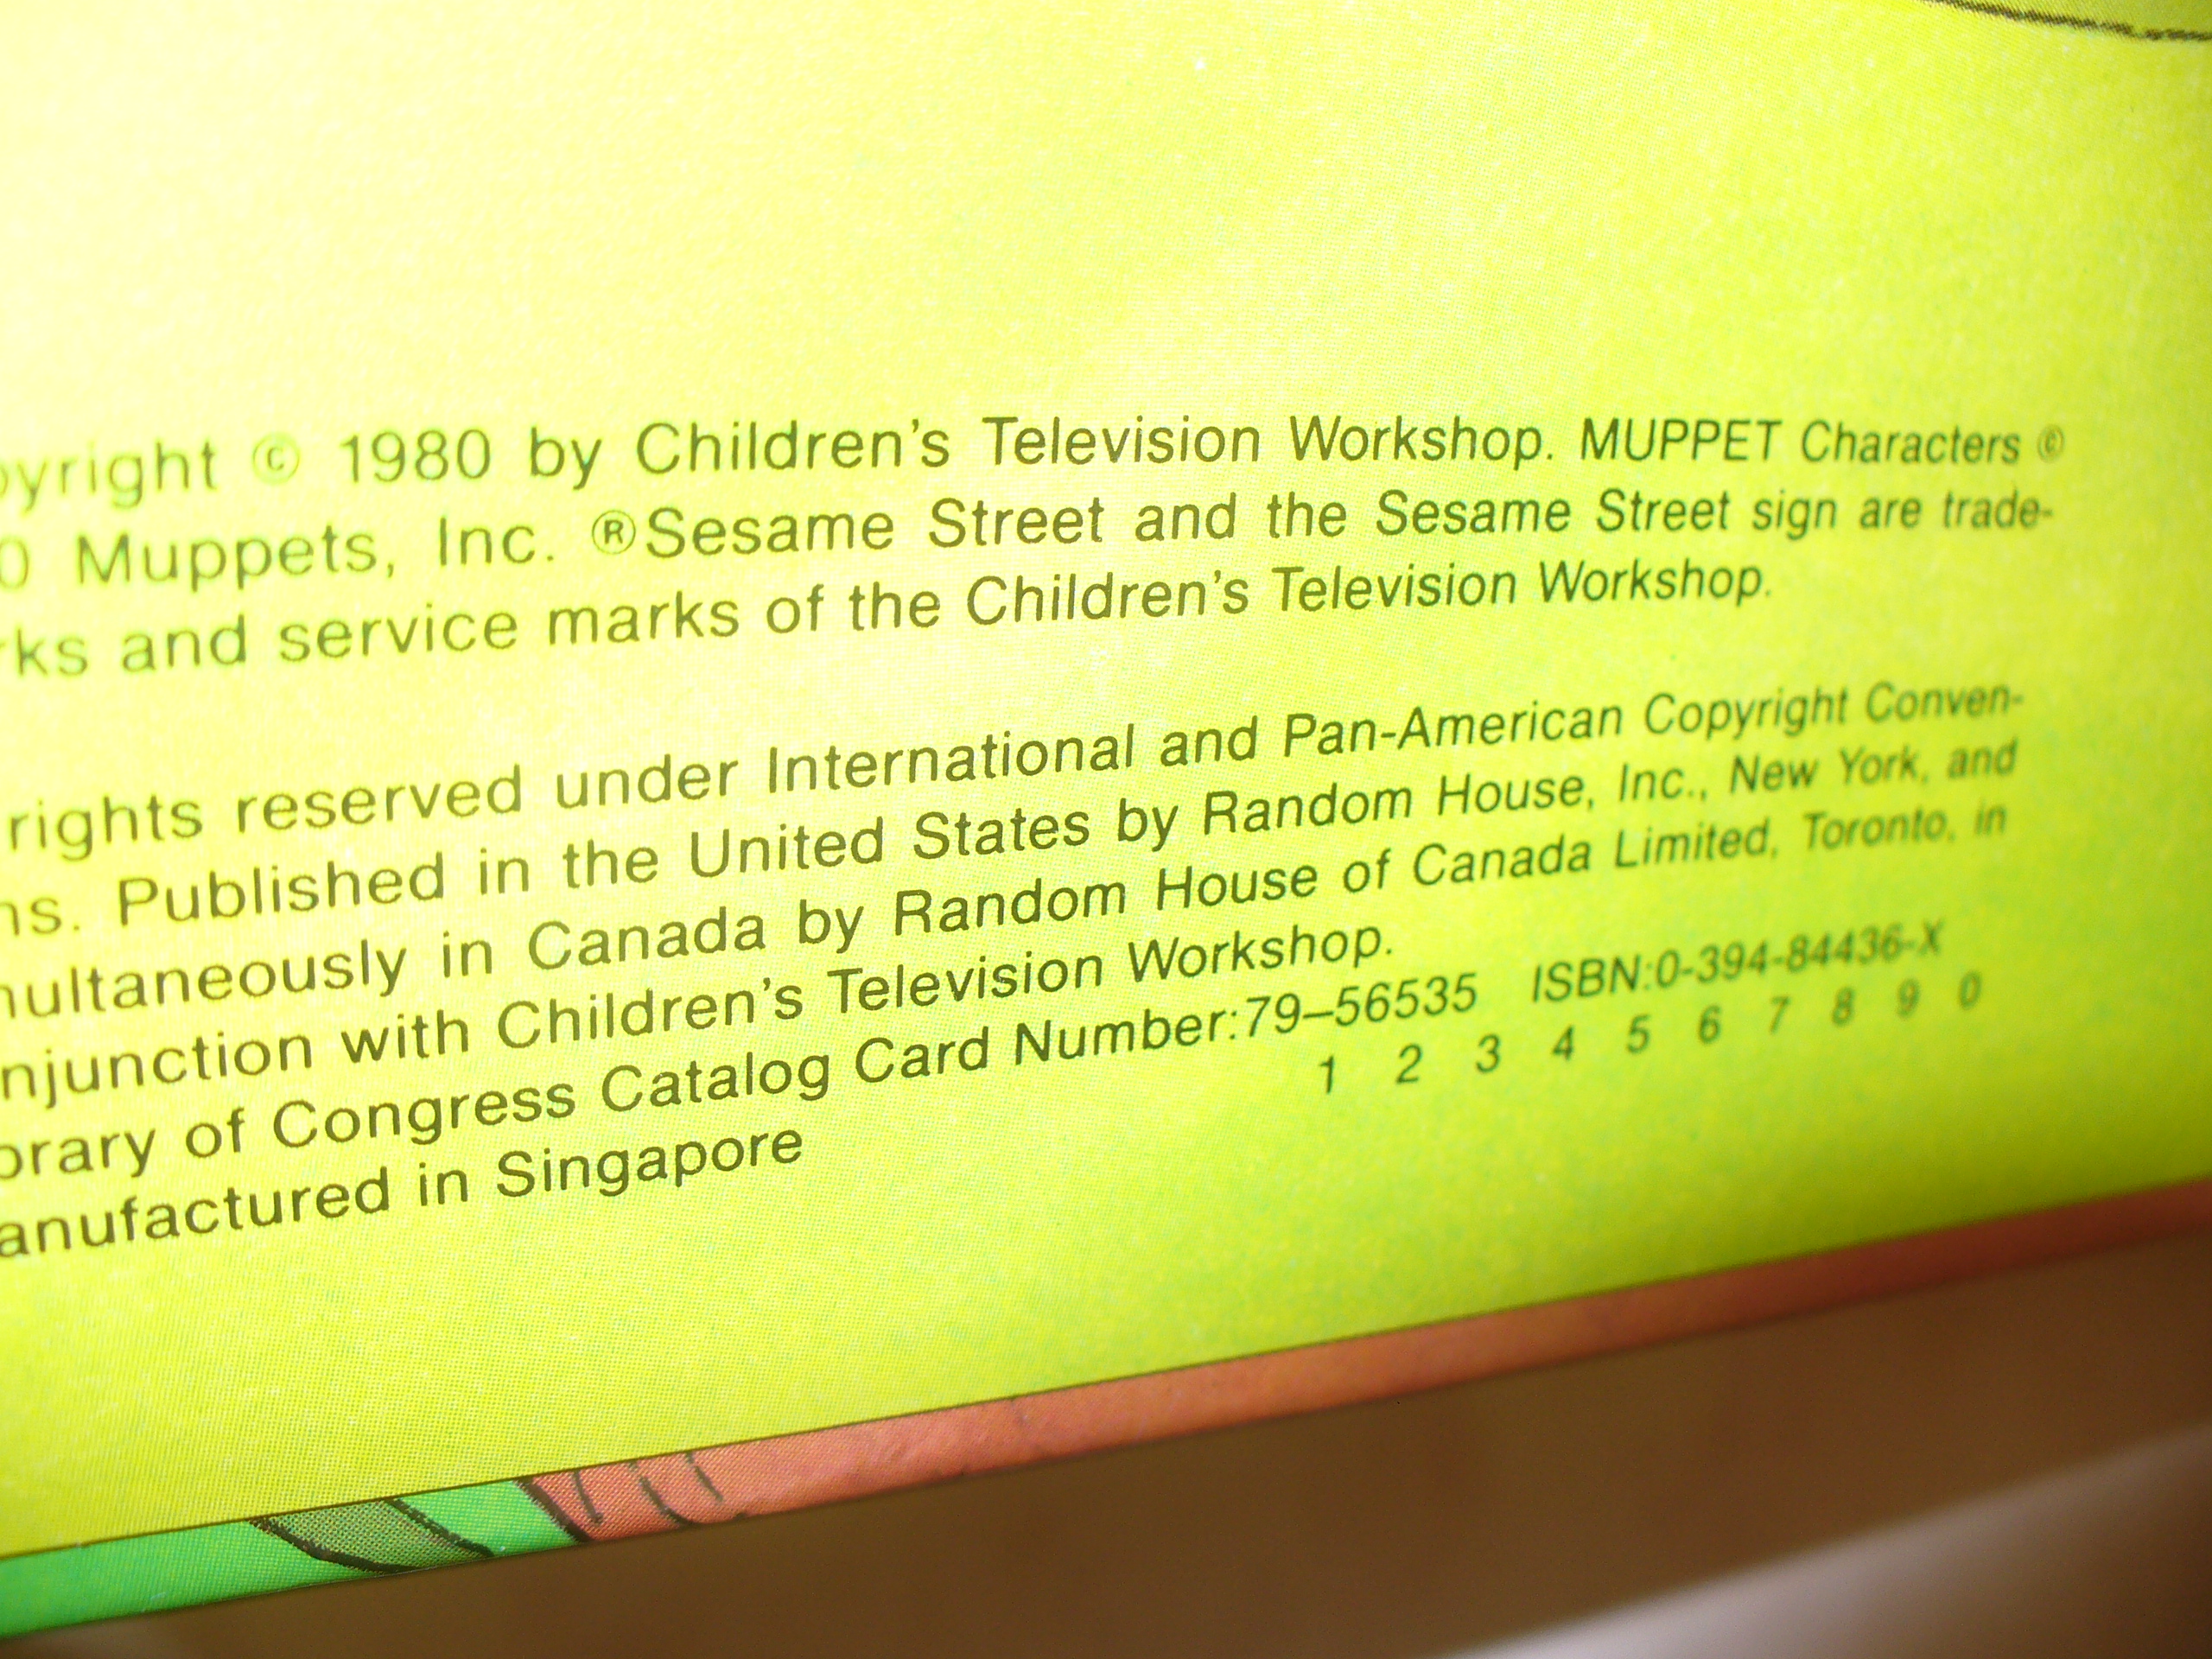 pyright © 1980 by Children's Television Workshop. MUPPET Characters ©
0 Muppets, Inc. ®Sesame Street and the Sesame Street sign are trade-
rks and service marks of the Children's Television Workshop.
rights reserved under International and Pan-American Copyright Conven-
ns. Published in the United States by Random House, Inc., New York, and
multaneously in Canada by Random House of Canada Limited, Toronto, in
njunction with Children's Television Workshop.
brary of Congress Catalog Card Number:79–56535 ISBN:0-394-84436-X
anufactured in Singapore 1 2 3 4 5 6 7 8 9 0